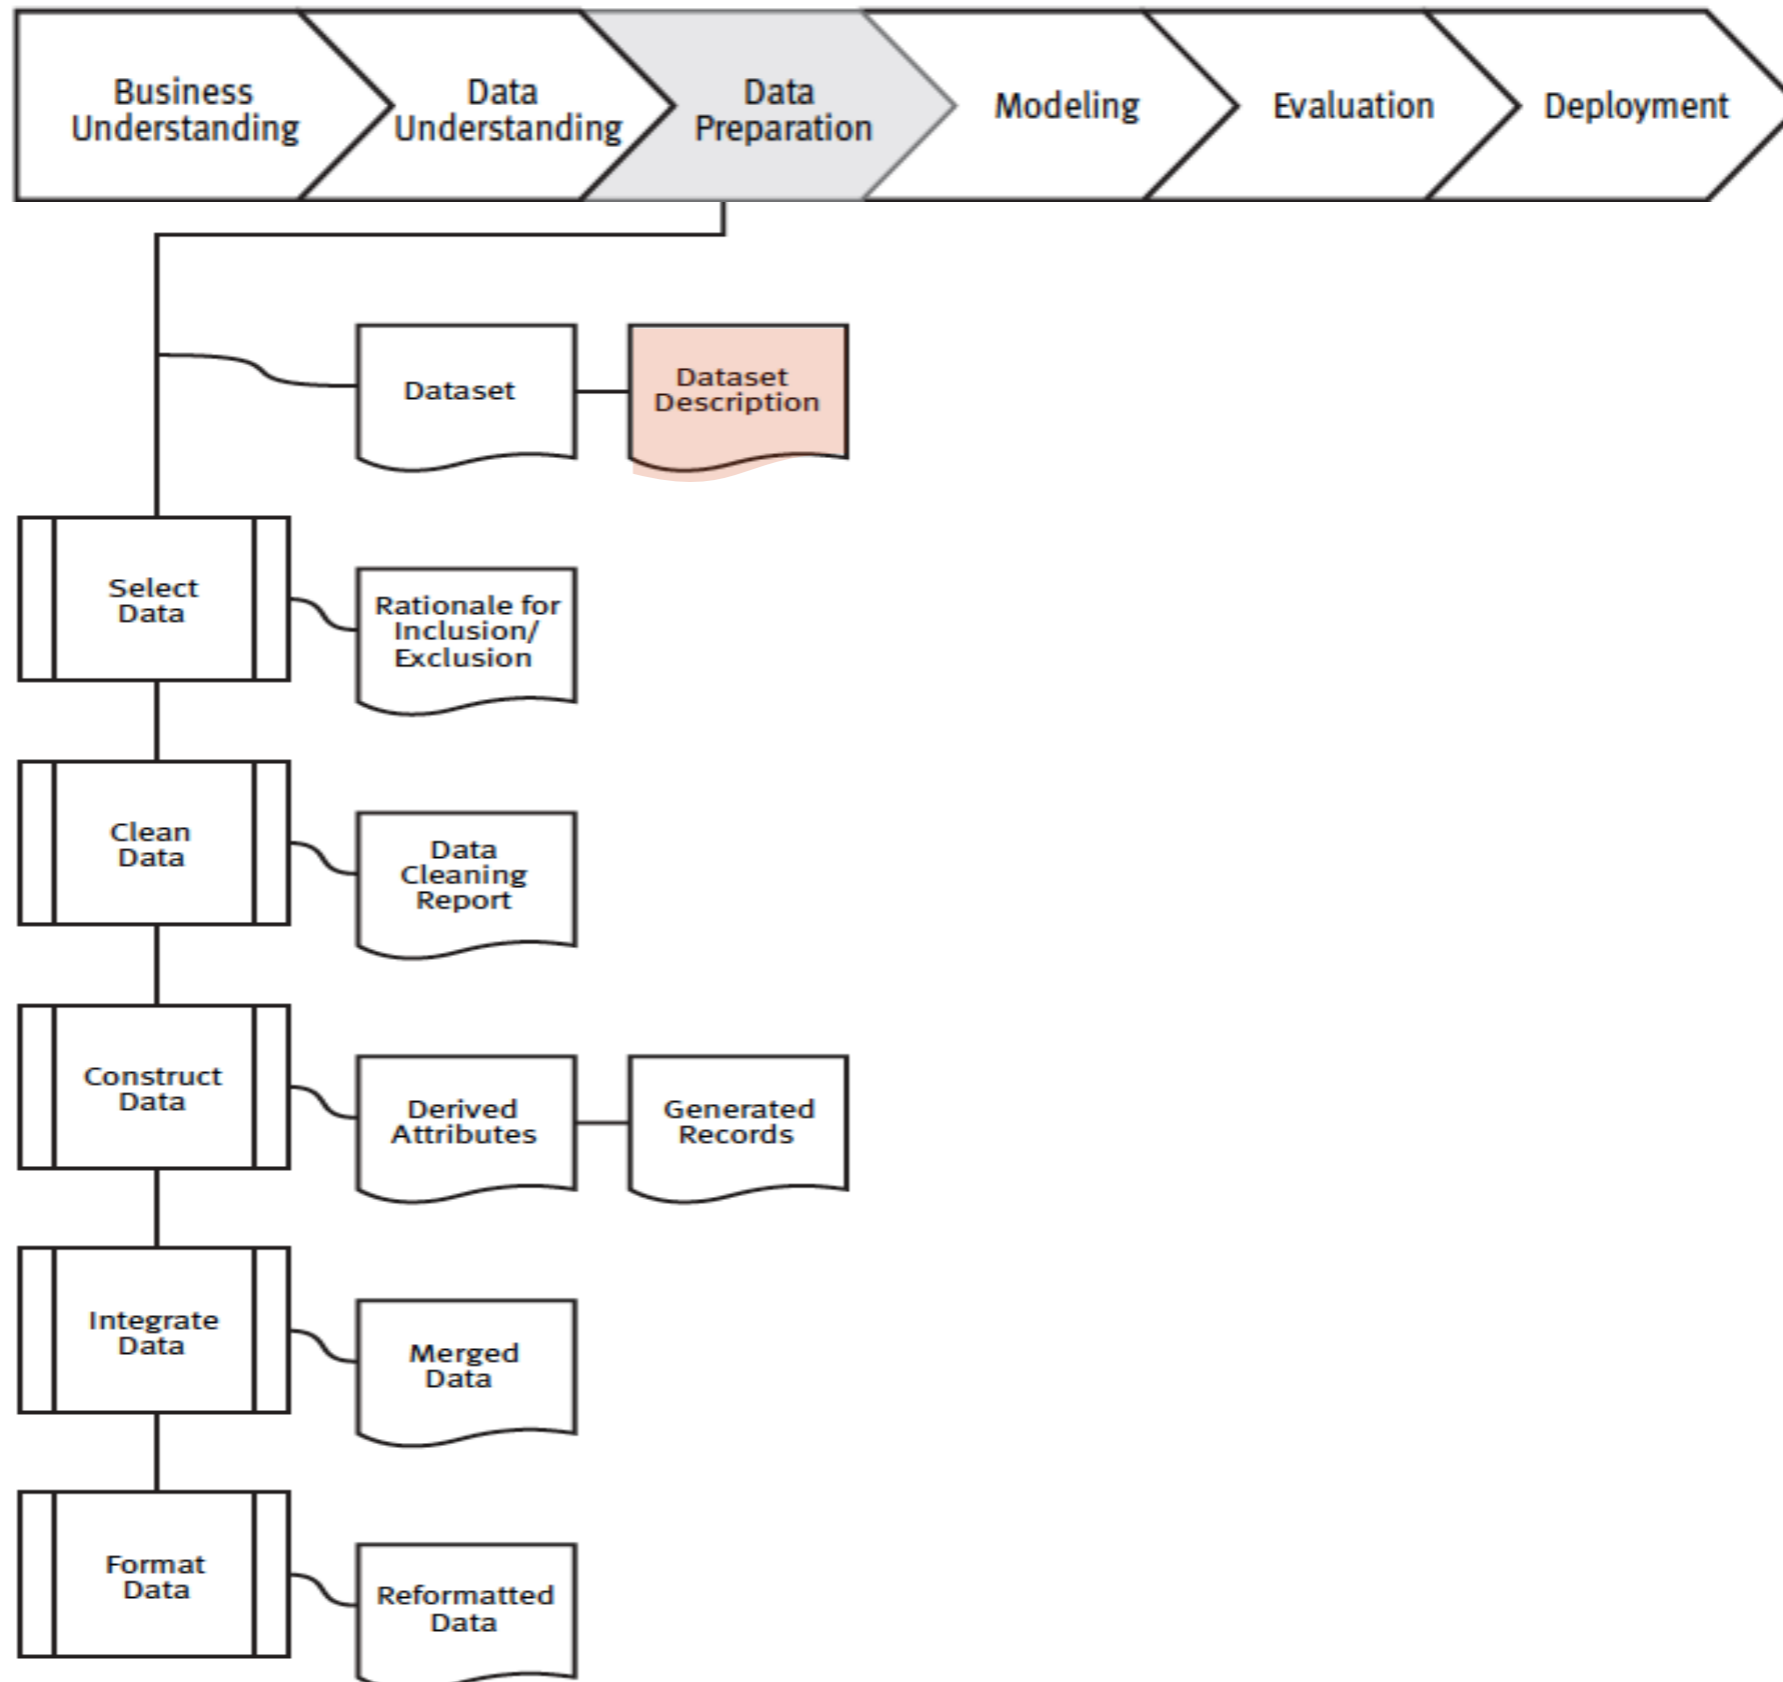 Business
Understanding
Data
Understanding
Data
Preparation
Modeling
Evaluation
Deployment
Dataset
Dataset
Description
Select
Data
Rationale for
Inclusion/
Exclusion
Clean
Data
Data
Cleaning
Report
Construct
Data
Derived
Attributes
Generated
Records
Integrate
Data
Merged
Data
Format
Data
Reformatted
Data